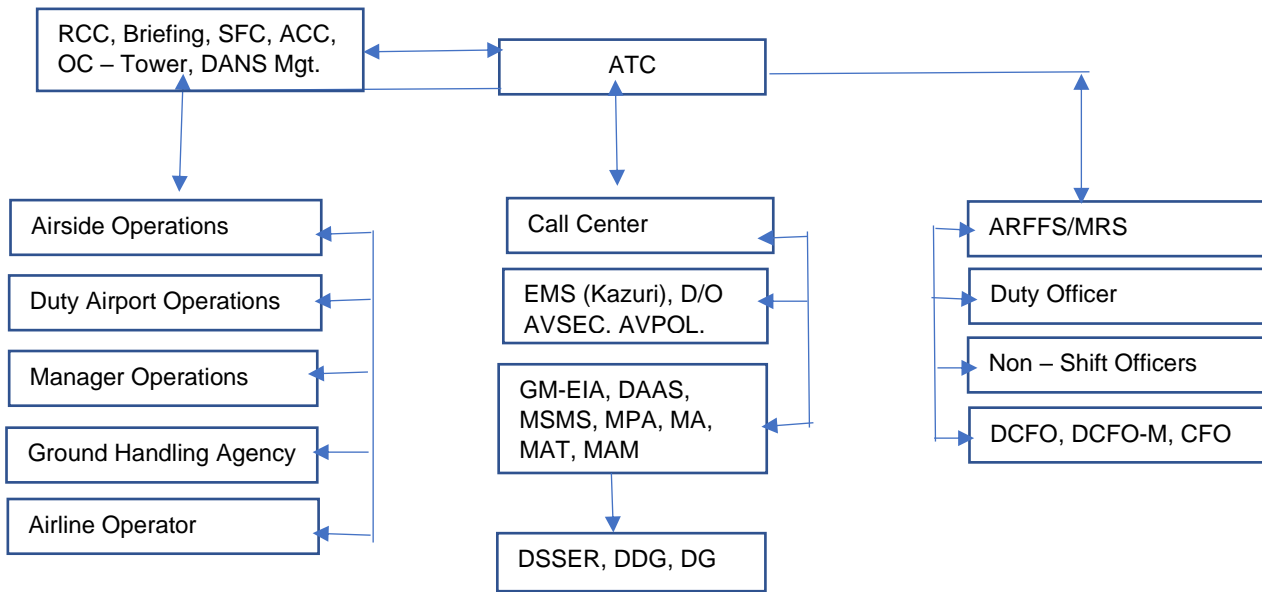 RCC, Briefing, SFC, ACC,
OC – Tower, DANS Mgt.
ATC
Airside Operations
Duty Airport Operations
Manager Operations
Ground Handling Agency
Airline Operator
Call Center
EMS (Kazuri), D/O
AVSEC. AVPOL.
GM-EIA, DAAS,
MSMS, MPA, MA,
MAT, MAM
DSSER, DDG, DG
ARFFS/MRS
Duty Officer
Non – Shift Officers
DCFO, DCFO-M, CFO